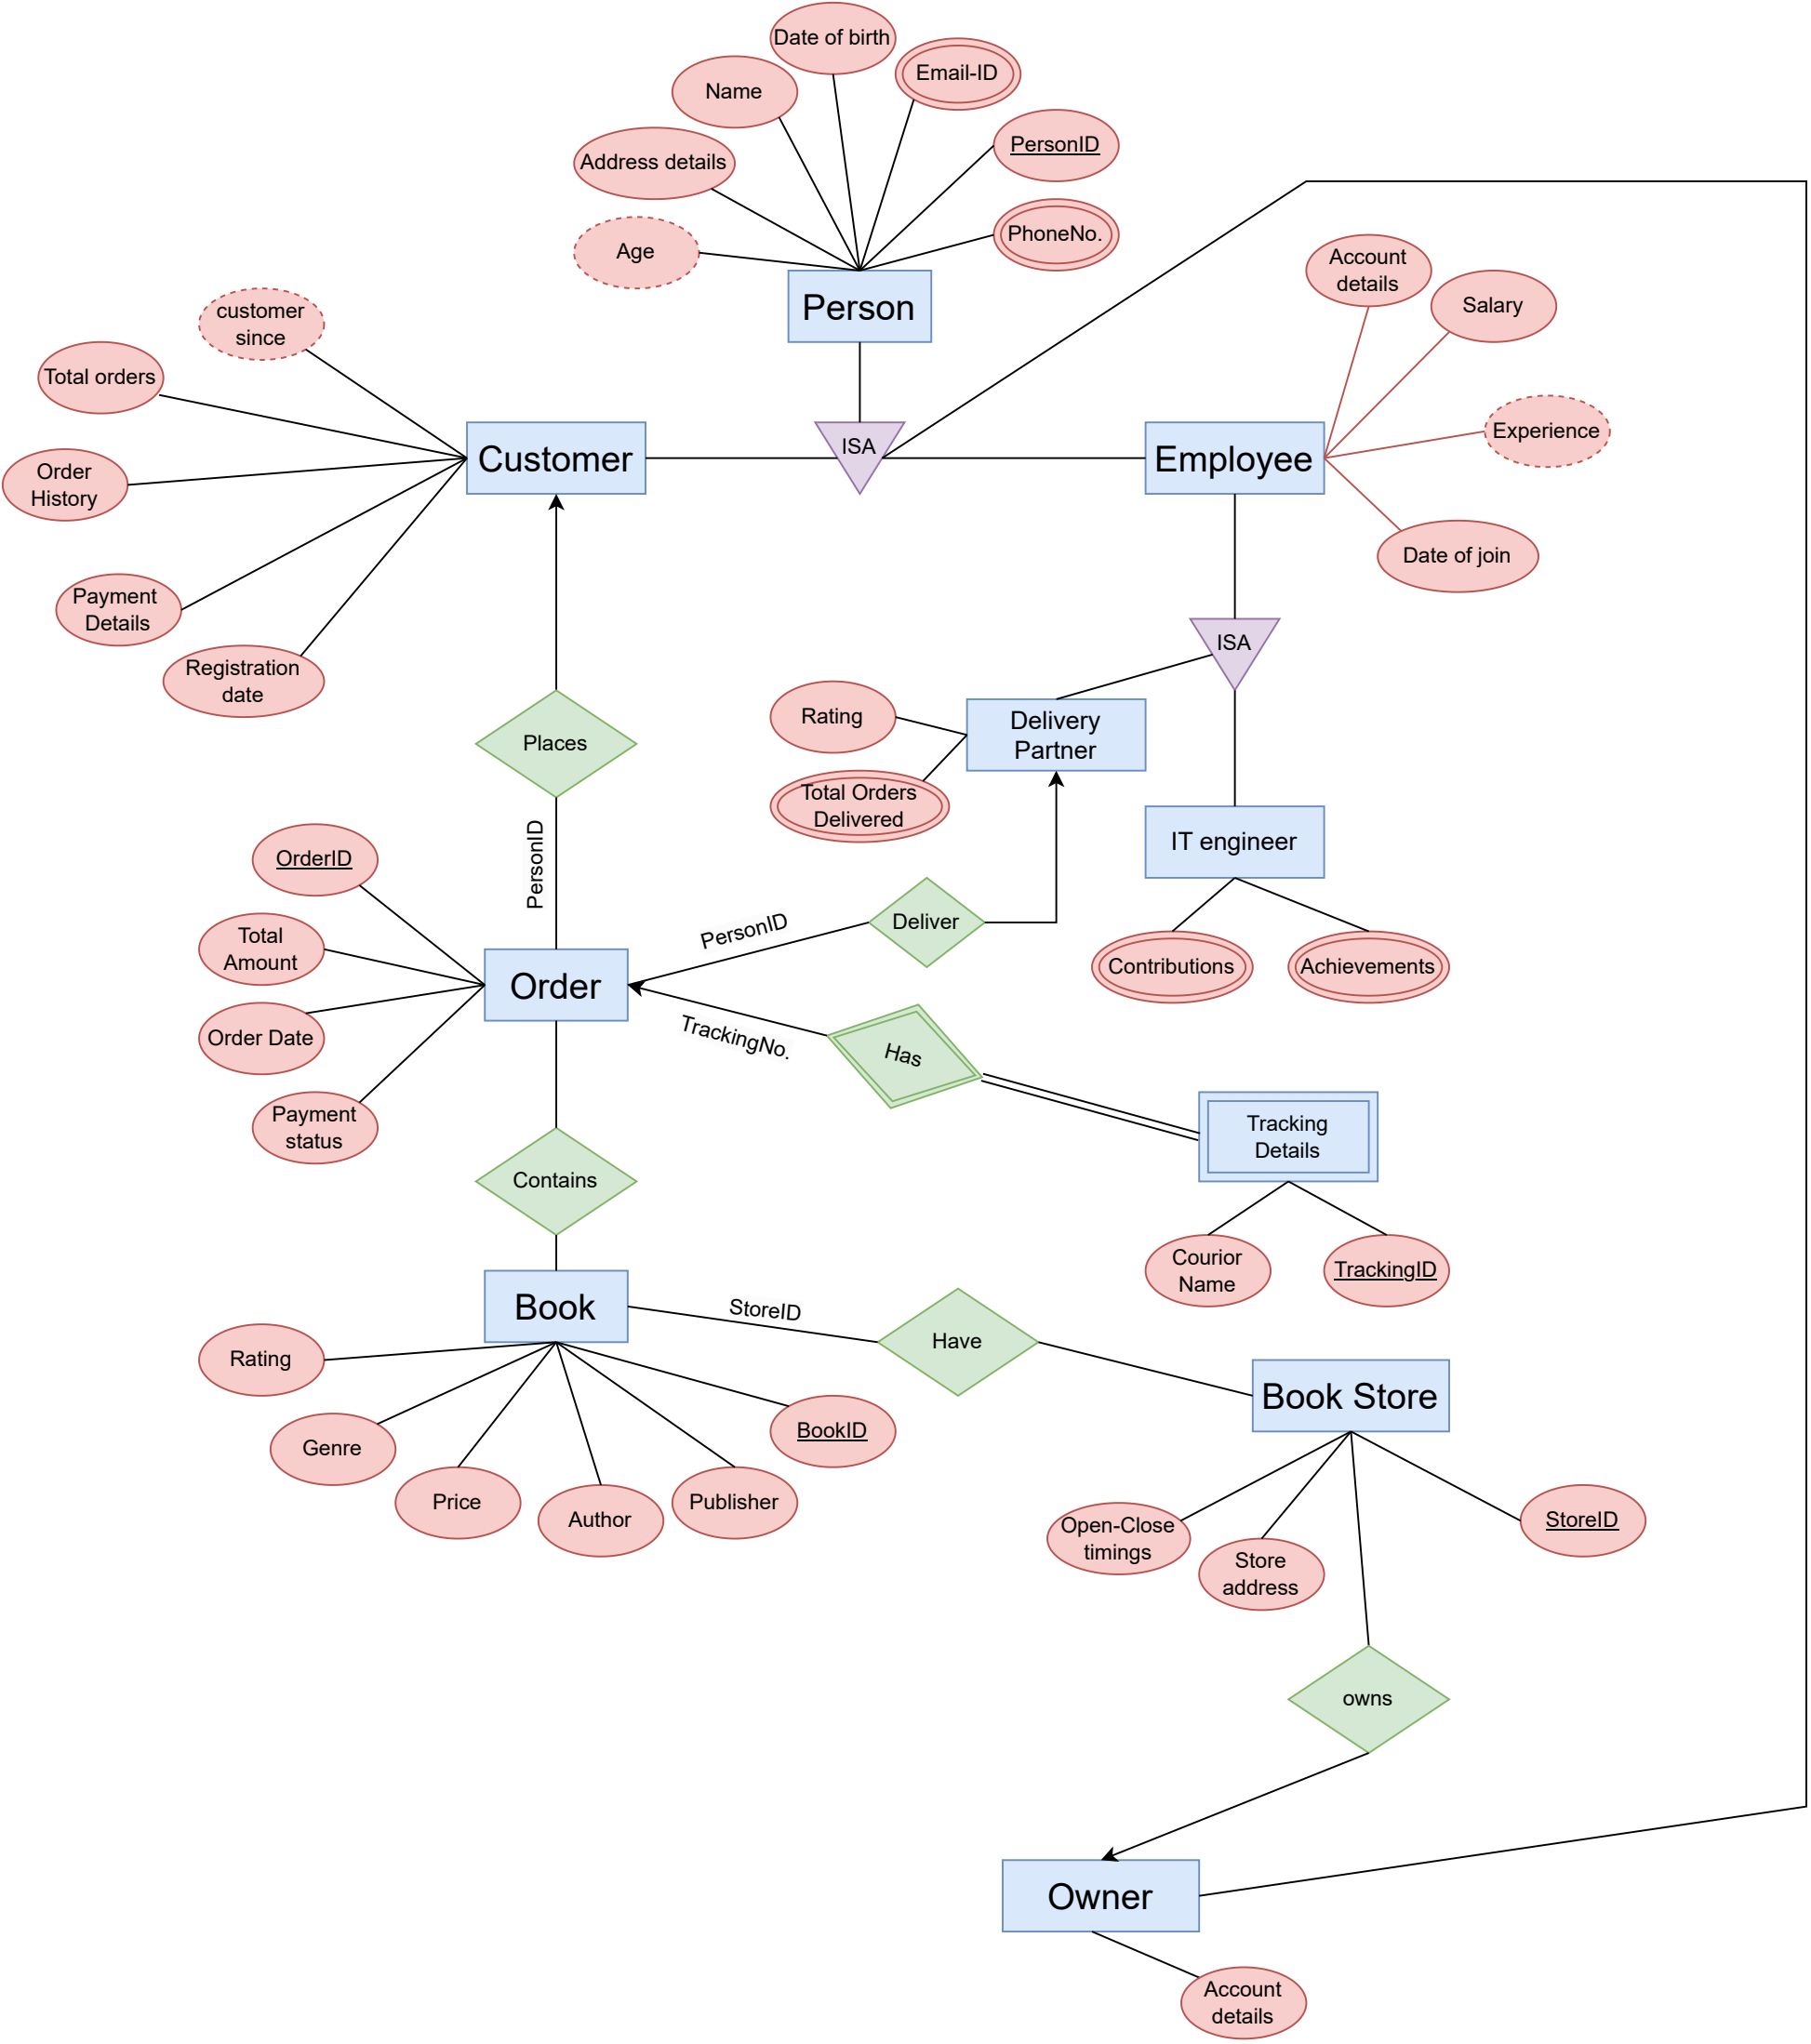 Date of birth
Email-ID
Name
PersonID
Address details
PhoneNo.
Age
Person
Account
details
Salary
customer
since
Total orders
Experience
Customer
ISA
Employee
Order
History
Date of join
Payment
Details
ISA
Registration
date
Rating
Delivery
Partner
Places
Total Orders
Delivered
IT engineer
PersonID
OrderID
PersonID
Deliver
Total
Amount
Contributions
Achievements
Order
Order Date
TrackingNo.
Has
Payment
status
Tracking
Details
Contains
Courior
Name
TrackingID
Book
StoreID
Have
Rating
Book Store
BookID
Genre
Price
Author
Publisher
Open-Close
timings
Store
address
StoreID
owns
Owner
Account
details